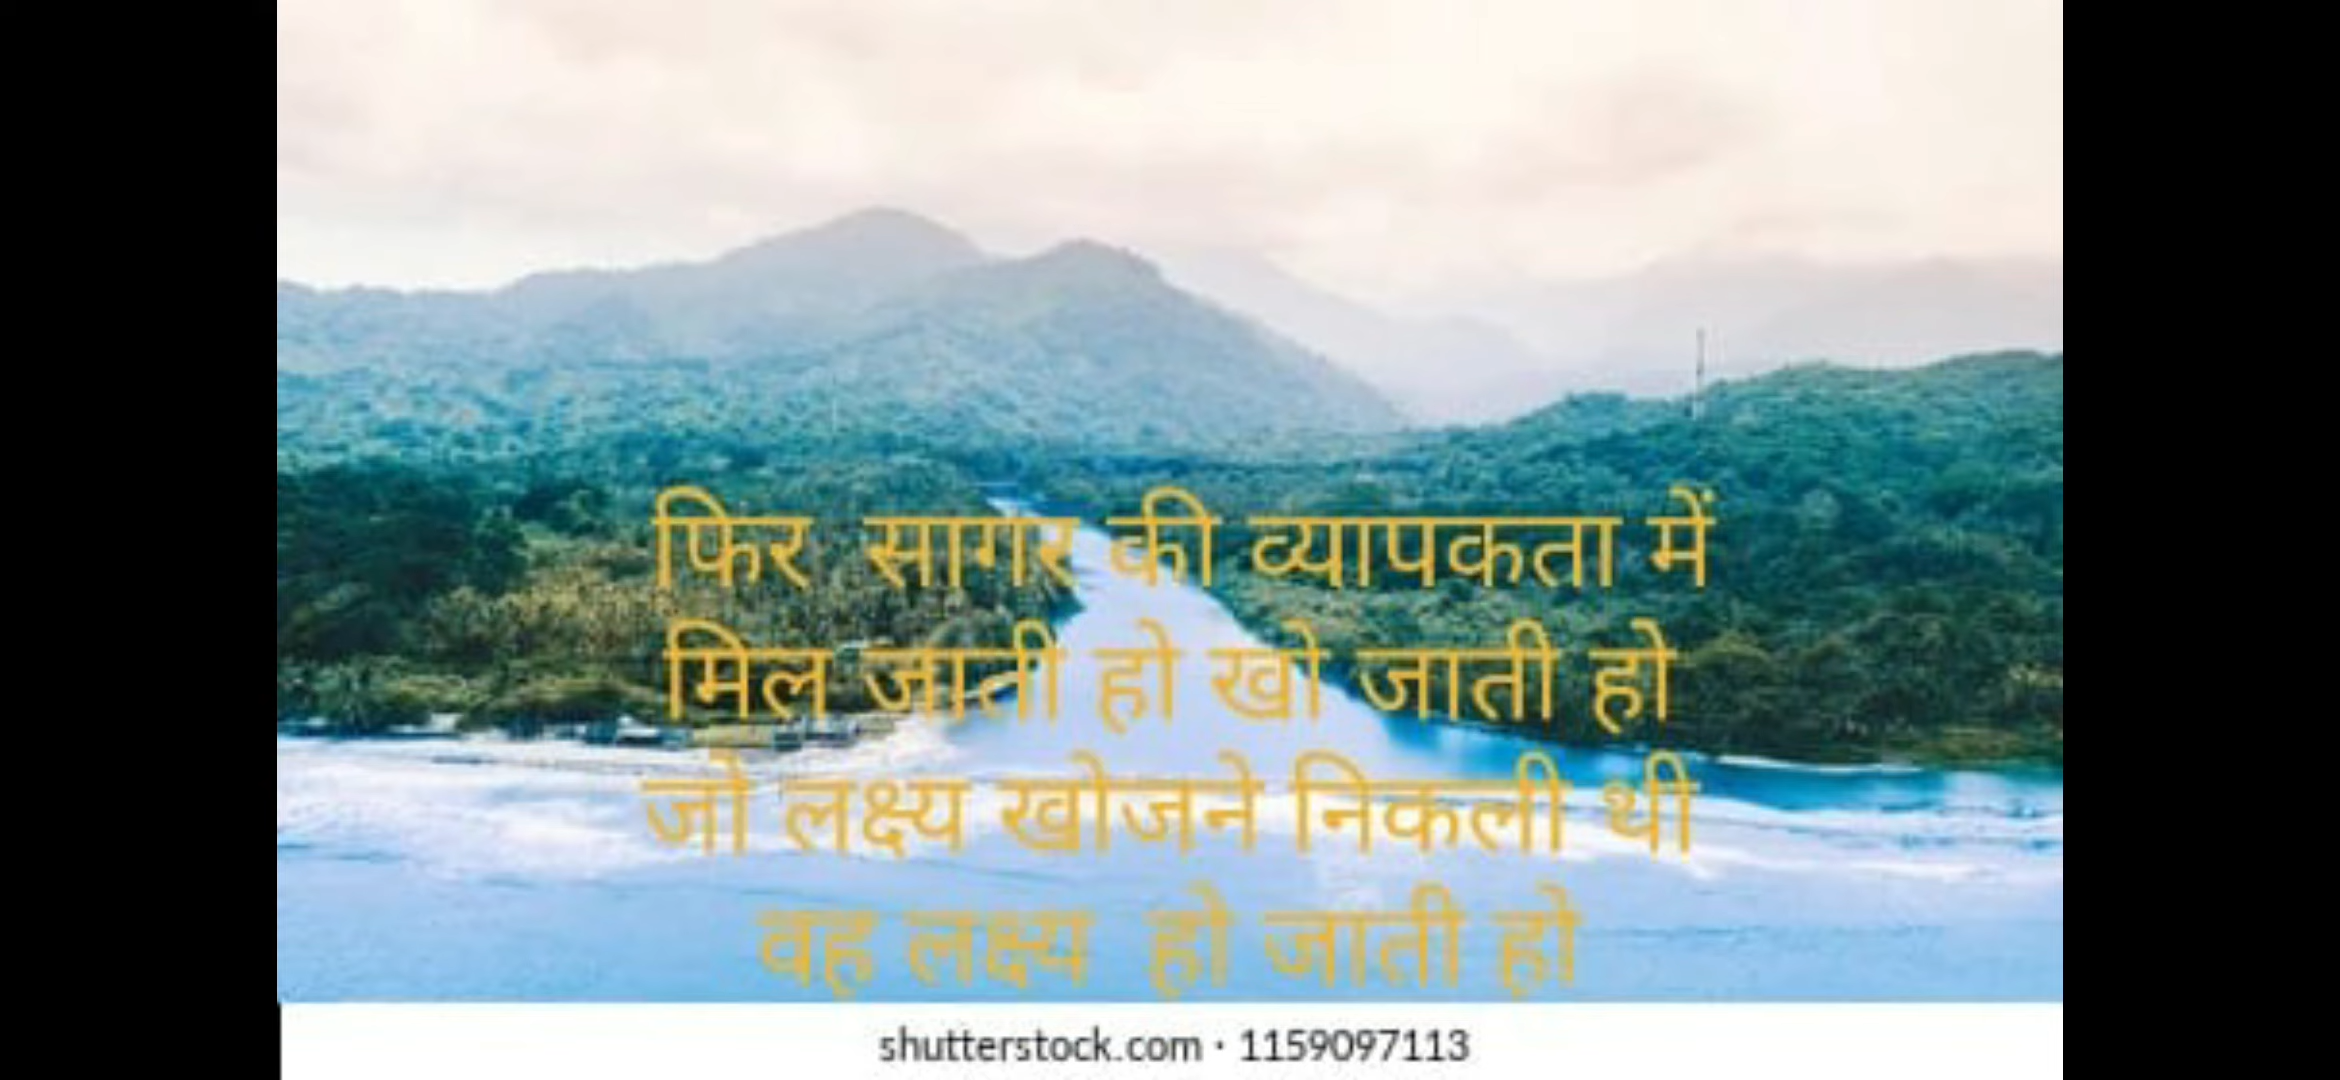 फिर सागर की व्यापकता में
मिल जाती हो खो जाती हो
जो लक्ष्य खोजने निकली थी
वह लक्ष्य हो जाती हो
shutterstock.com · 1159097113